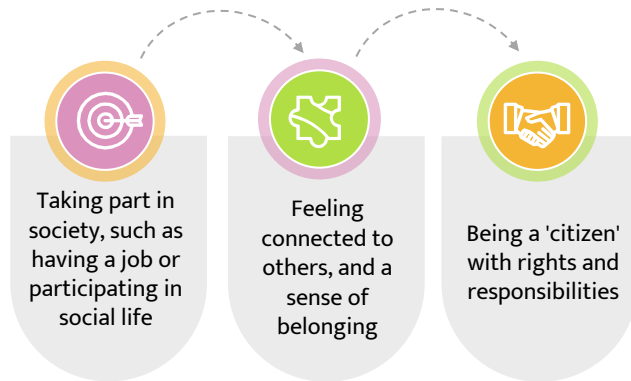 Taking part in
society, such as
having a job or
participating in
social life
Feeling
connected to
others, and a
sense of
belonging
Being a 'citizen'
with rights and
responsibilities